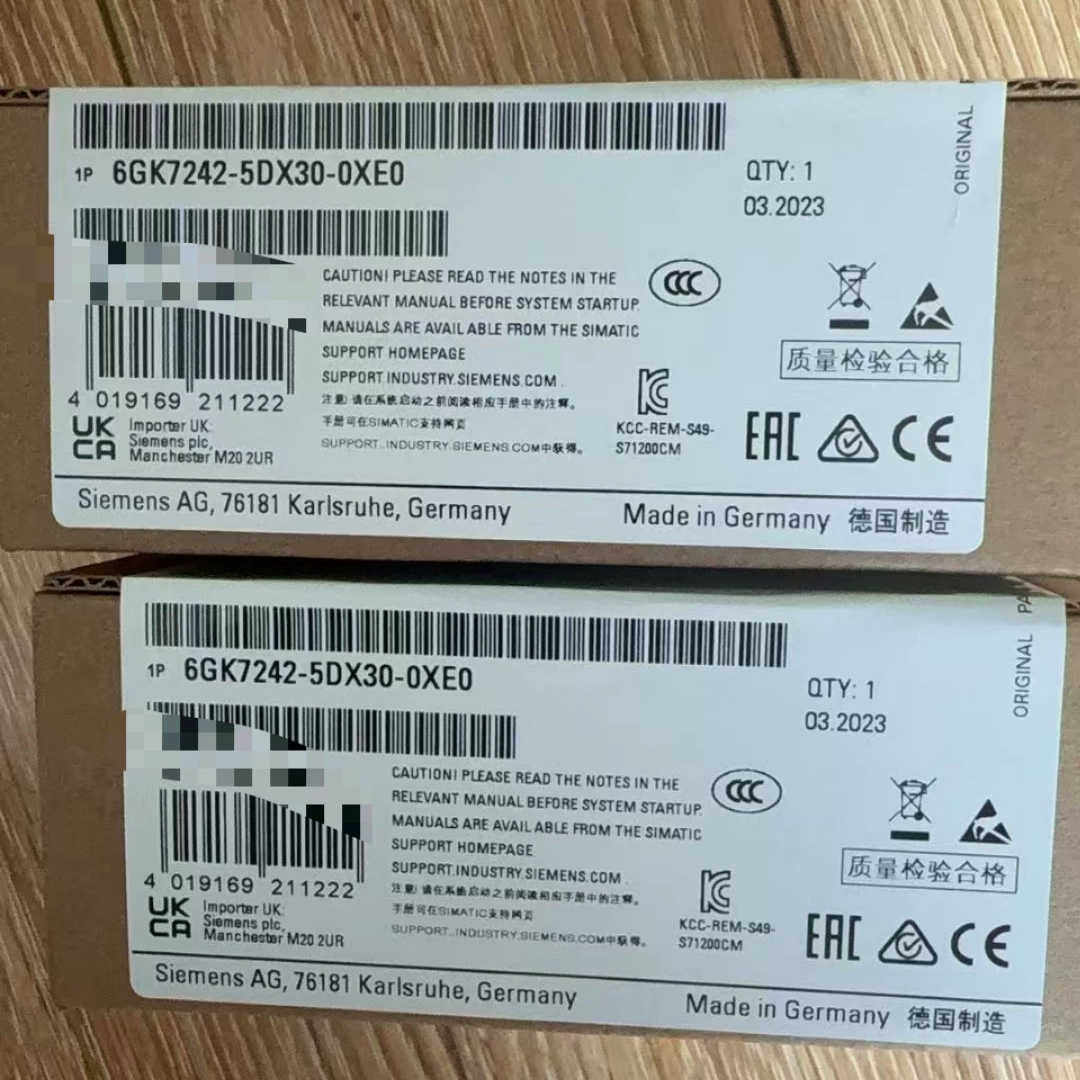 1P 6GK7242-5DX30-0XE0
QTY: 1
03.2023
ORIGINAL
CAUTION! PLEASE READ THE NOTES IN THE
RELEVANT MANUAL BEFORE SYSTEM STARTUP.
MANUALS ARE AVAILABLE FROM THE SIMATIC
SUPPORT HOMEPAGE
SUPPORT.INDUSTRY.SIEMENS.COM.
注意! 请在系统启动之前阅读相应手册中的注释。
手册可在SIMATIC支持网页
SUPPORT..INDUSTRY.SIEMENS.COM中获得。
CCC
质量检验合格
4 019169 211222
UK
CA
Importer UK:
Siemens plc,
Manchester M20 2UR
KCC-REM-S49-
S71200CM
EAC
CE
Siemens AG, 76181 Karlsruhe, Germany
Made in Germany 德国制造
1P 6GK7242-5DX30-0XE0
QTY: 1
03.2023
ORIGINAL PA
CAUTION! PLEASE READ THE NOTES IN THE
RELEVANT MANUAL BEFORE SYSTEM STARTUP.
MANUALS ARE AVAILABLE FROM THE SIMATIC
SUPPORT HOMEPAGE
SUPPORT.INDUSTRY.SIEMENS.COM.
注意! 请在系统启动之前阅读相应手册中的注释。
手册可在SIMATIC支持网页
SUPPORT..INDUSTRY.SIEMENS.COM中获得。
CCC
质量检验合格
4 019169 211222
UK
CA
Importer UK:
Siemens plc,
Manchester M20 2UR
KCC-REM-S49-
S71200CM
EAC
CE
Siemens AG, 76181 Karlsruhe, Germany
Made in Germany 德国制造